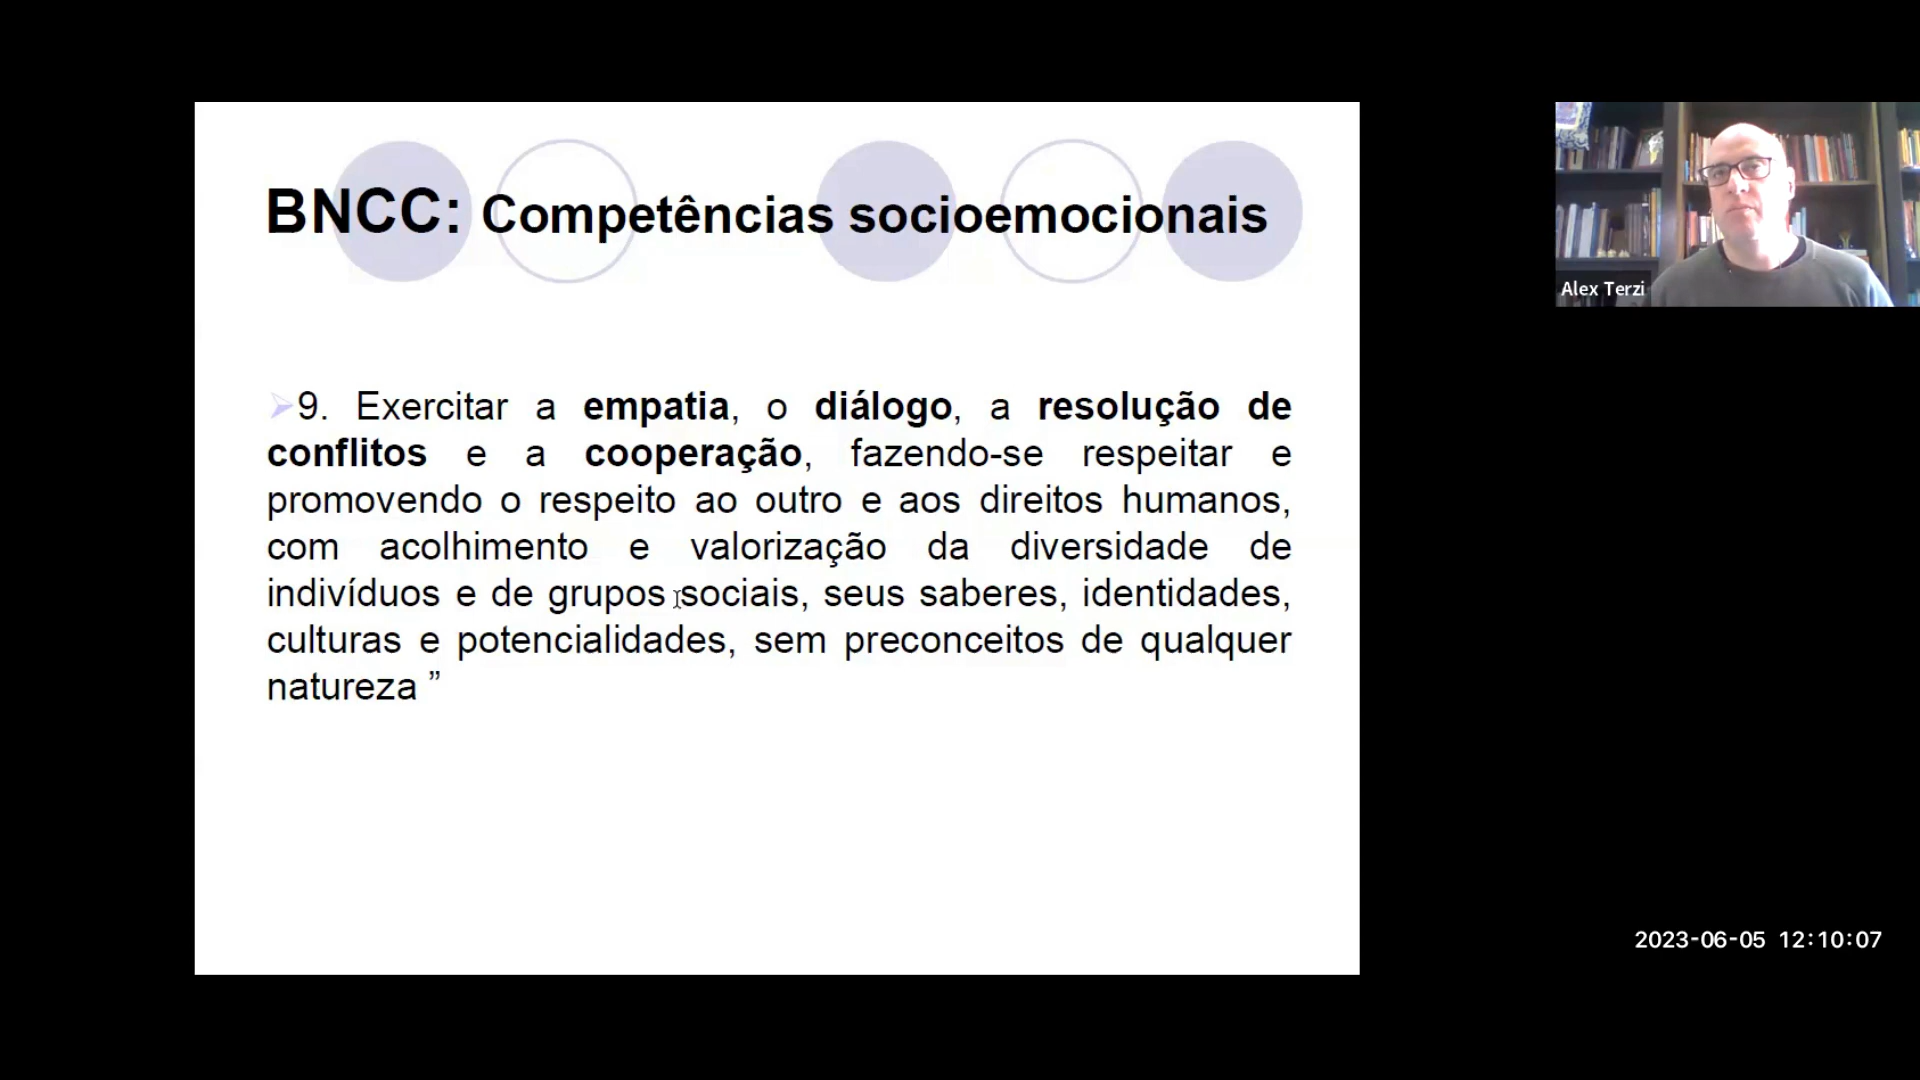 BNCC: Competências socioemocionais
9. Exercitar a empatia, o diálogo, a resolução de
conflitos e a cooperação, fazendo-se respeitar e
promovendo o respeito ao outro e aos direitos humanos,
com acolhimento e valorização da diversidade de
indivíduos e de grupos sociais, seus saberes, identidades,
culturas e potencialidades, sem preconceitos de qualquer
natureza ”
Alex Terzi
2023-06-05 12:10:07